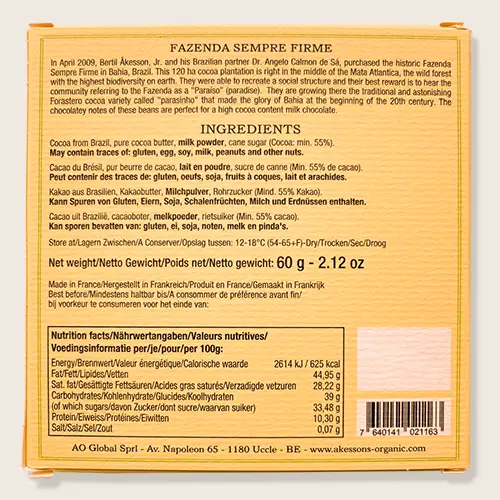 FAZENDA SEMPRE FIRME
In April 2009, Bertil Åkesson, Jr. and his Brazilian partner Dr. Angelo Calmon de Sá, purchased the historic Fazenda
Sempre Firme in Bahia, Brazil. This 120 ha cocoa plantation is right in the middle of the Mata Atlantica, the wild forest
with the highest biodiversity on earth. They were able to recreate a social structure and their best reward is to hear the
community referring to the Fazenda as a "Paraíso" (paradise). They are growing there the traditional and astonishing
Forastero cocoa variety called "parasinho" that made the glory of Bahia at the beginning of the 20th century. The
chocolatey notes of these beans are perfect for a high cocoa content milk chocolate.
INGREDIENTS
Cocoa from Brazil, pure cocoa butter, milk powder, cane sugar (Cocoa: min. 55%).
May contain traces of: gluten, egg, soy, milk, peanuts and other nuts.
Cacao du Brésil, pur beurre de cacao, lait en poudre, sucre de canne (Min. 55% de cacao).
Peut contenir des traces de: gluten, oeufs, soja, fruits à coques, lait et arachides.
Kakao aus Brasilien, Kakaobutter, Milchpulver, Rohrzucker (Mind. 55% Kakao).
Kann Spuren von Gluten, Eiern, Soja, Schalenfrüchten, Milch und Erdnüssen enthalten.
Cacao uit Brazilië, cacaoboter, melkpoeder, rietsuiker (Min. 55% cacao).
Kan sporen bevatten van: gluten, ei, soja, noten, melk en pinda's.
Store at/Lagern Zwischen/A Conserver/Opslag tussen: 12-18°C (54-65+F)-Dry/Trocken/Sec/Droog
Net weight/Netto Gewicht/Poids net/Netto gewicht: 60 g - 2.12 oz
Made in France/Hergestellt in Frankreich/Produit en France/Gemaakt in Frankrijk
Best before/Mindestens haltbar bis/A consommer de préférence avant fin/
bij voorkeur te consumeren voor het einde van:
Nutrition facts/Nährwertangaben/Valeurs nutritives/
Voedingsinformatie per/je/pour/per 100g:
Energy/Brennwert/Valeur énergétique/Calorische waarde 2614 kJ / 625 kcal
Fat/Fett/Lipides/Vetten 44,95 g
Sat. fat/Gesättigte Fettsäuren/Acides gras saturés/Verzadigde vetzuren 28,22 g
Carbohydrates/Kohlenhydrate/Glucides/Koolhydraten 39 g
(of which sugars/davon Zucker/dont sucre/waarvan suiker) 33,48 g
Protein/Eiweiss/Protéines/Eiwitten 10,30 g
Salt/Salz/Sel/Zout 0,07 g
7 640141 021163
AO Global Sprl - Av. Napoleon 65 - 1180 Uccle - BE - www.akessons-organic.com